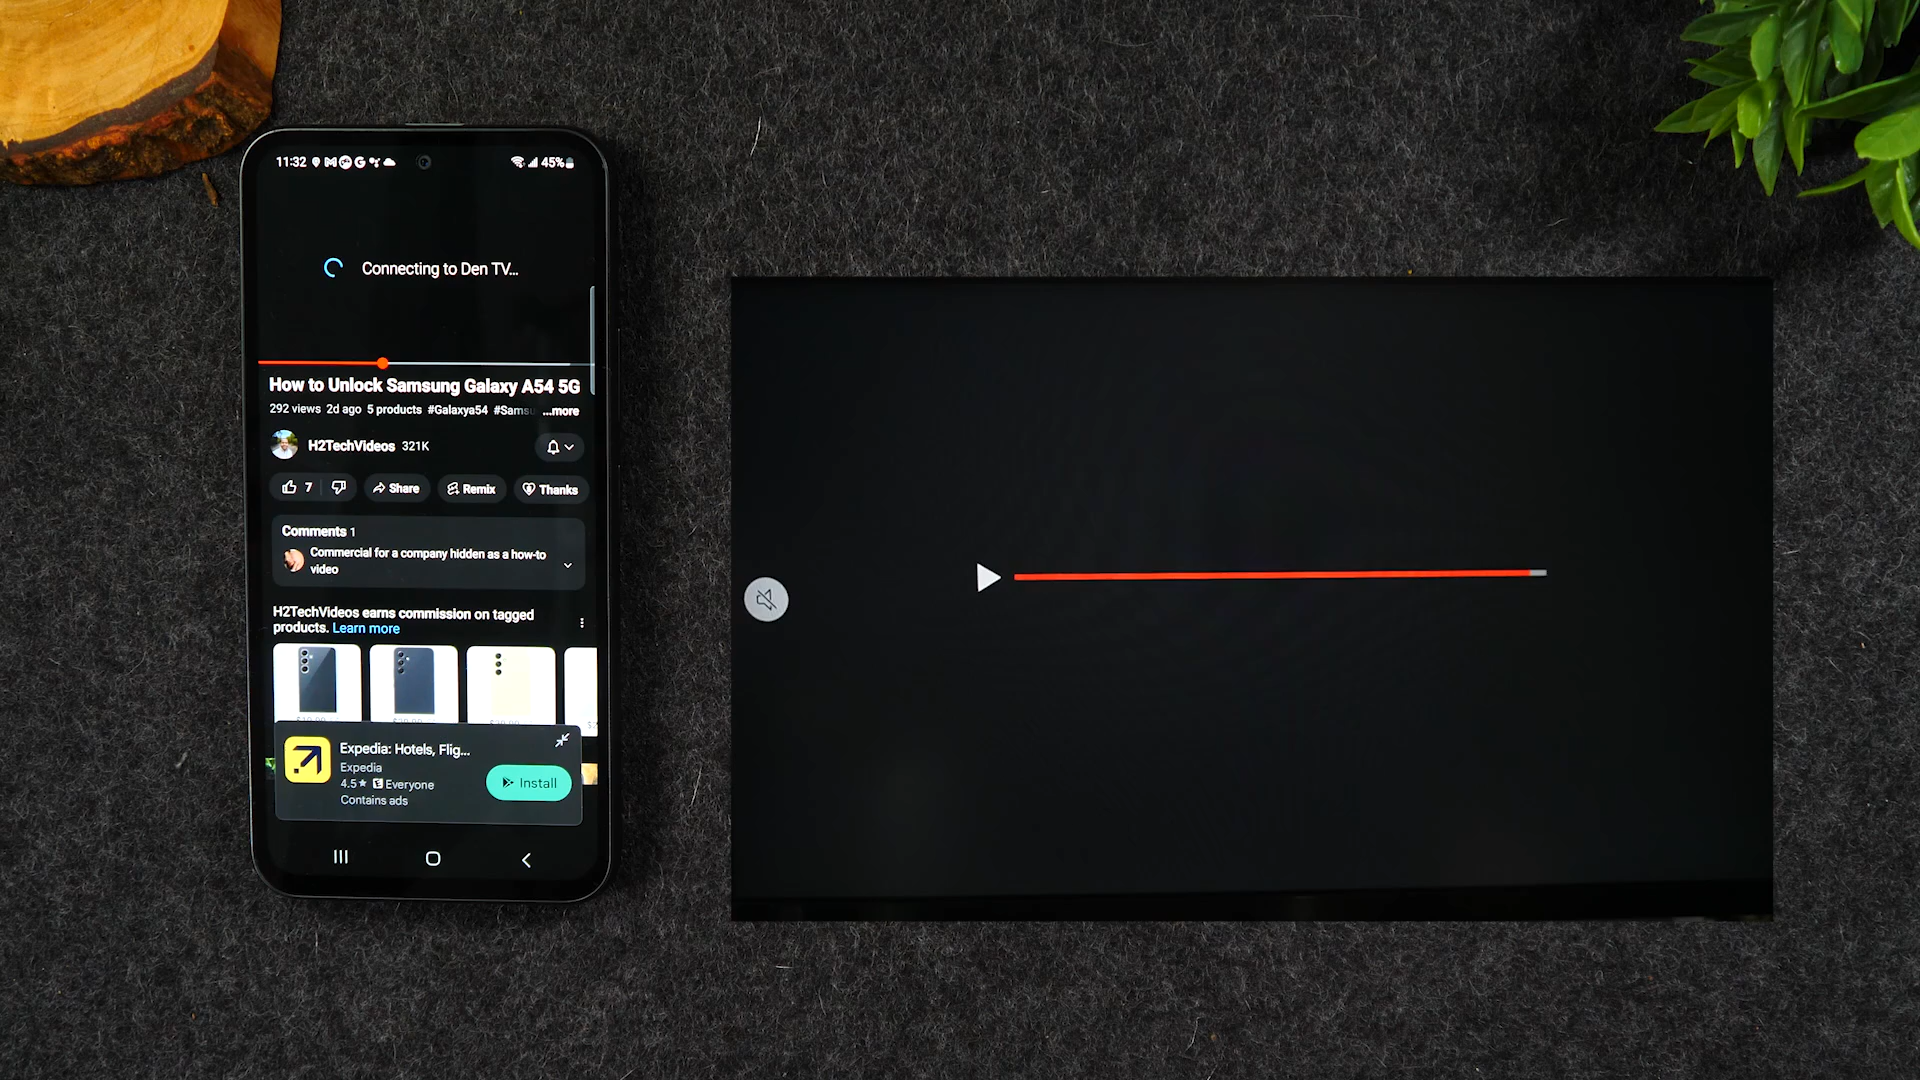 11:32
45%
Connecting to Den TV...
How to Unlock Samsung Galaxy A54 5G
292 views 2d ago 5 products #Galaxya54 #Sams ...more
H2TechVideos 321K
7 Share Remix Thanks
Comments 1
Commercial for a company hidden as a how-to
video
H2TechVideos earns commission on tagged
products. Learn more
Expedia: Hotels, Flig...
Expedia
4.5★ E Everyone
Contains ads
Install